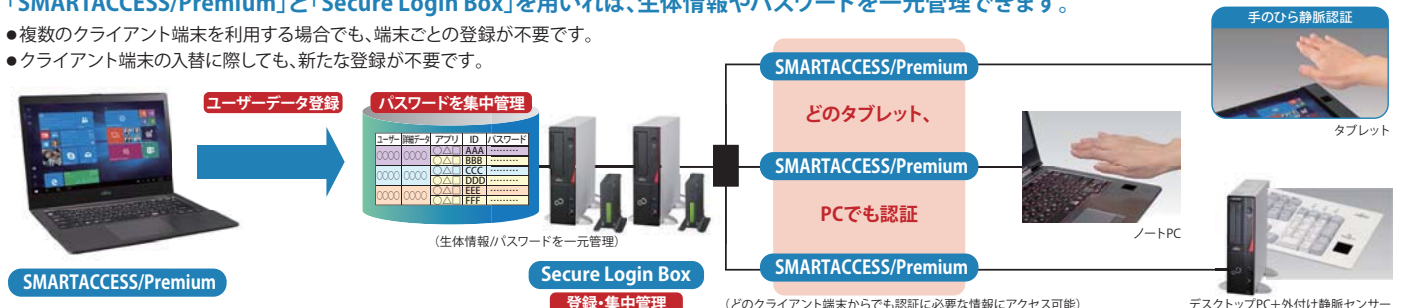 「SMARTACCESS/Premium」と「Secure Login Box」を用いれば、生体情報やパスワードを一元管理できます。
●複数のクライアント端末を利用する場合でも、端末ごとの登録が不要です。
●クライアント端末の入替に際しても、新たな登録が不要です。
ユーザーデータ登録
SMARTACCESS/Premium
パスワードを集中管理
ユーザー 詳細データ アプリ ID パスワード
○○○○ ○○○○ ○△□ AAA ………
○△□ BBB ………
○○○○ ○○○○ ○△□ CCC ………
○△□ DDD ………
○○○○ ○○○○ ○△□ EEE ………
○△□ FFF ………
（生体情報/パスワードを一元管理）
Secure Login Box
登録・集中管理
SMARTACCESS/Premium
どのタブレット、
SMARTACCESS/Premium
PCでも認証
SMARTACCESS/Premium
（どのクライアント端末からでも認証に必要な情報にアクセス可能）
手のひら静脈認証
タブレット
ノートPC
デスクトップPC＋外付け静脈センサー